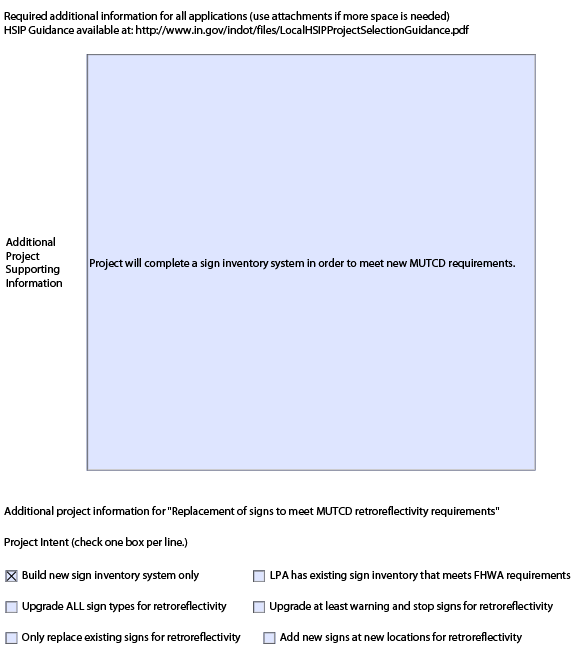 Required additional information for all applications (use attachments if more space is needed)
HSIP Guidance available at: http://www.in.gov/indot/files/LocalHSIPProjectSelectionGuidance.pdf
Additional
Project
Supporting
Information
Project will complete a sign inventory system in order to meet new MUTCD requirements.
Additional project information for "Replacement of signs to meet MUTCD retroreflectivity requirements"
Project Intent (check one box per line.)
Build new sign inventory system only
LPA has existing sign inventory that meets FHWA requirements
Upgrade ALL sign types for retroreflectivity
Upgrade at least warning and stop signs for retroreflectivity
Only replace existing signs for retroreflectivity
Add new signs at new locations for retroreflectivity